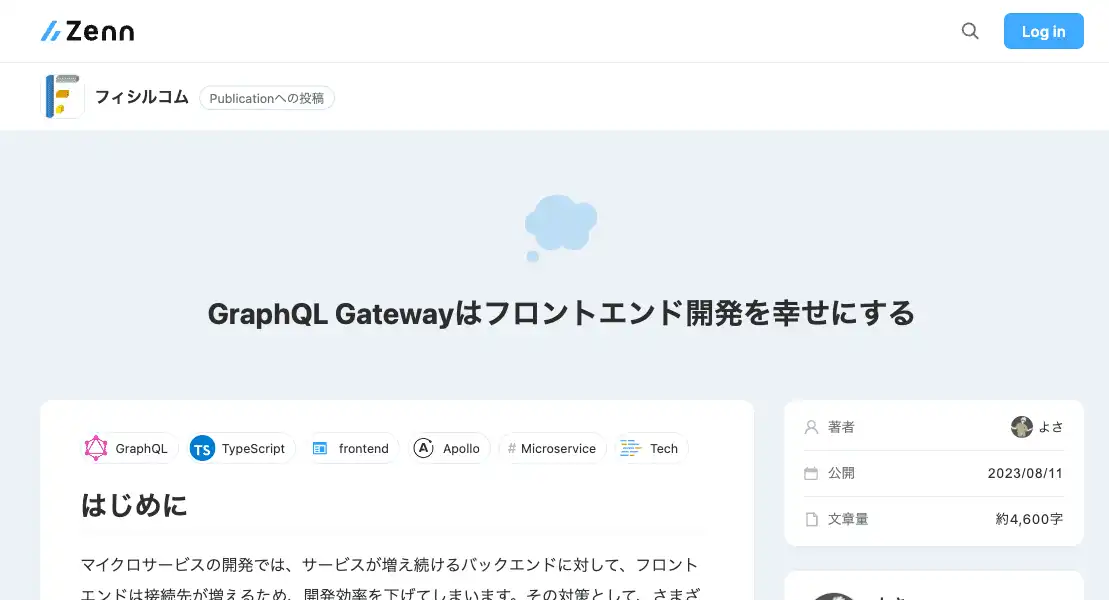 Zenn
Log in
フィシルコム
Publicationへの投稿
GraphQL Gatewayはフロントエンド開発を幸せにする
GraphQL
TS TypeScript
frontend
Apollo
# Microservice
Tech
はじめに
マイクロサービスの開発では、サービスが増え続けるバックエンドに対して、フロント
エンドは接続先が増えるため、開発効率を下げてしまいます。その対策として、さまざ
著者 よさ
公開 2023/08/11
文章量 約4,600字